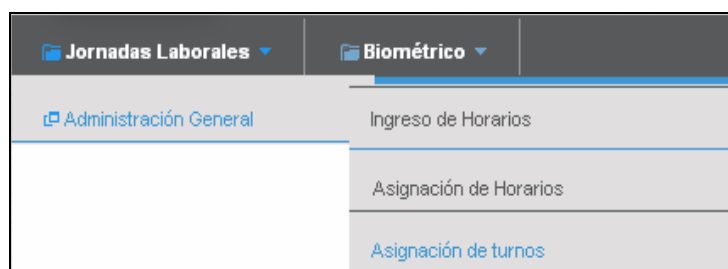 Jornadas Laborales
Biométrico
Administración General
Ingreso de Horarios
Asignación de Horarios
Asignación de turnos